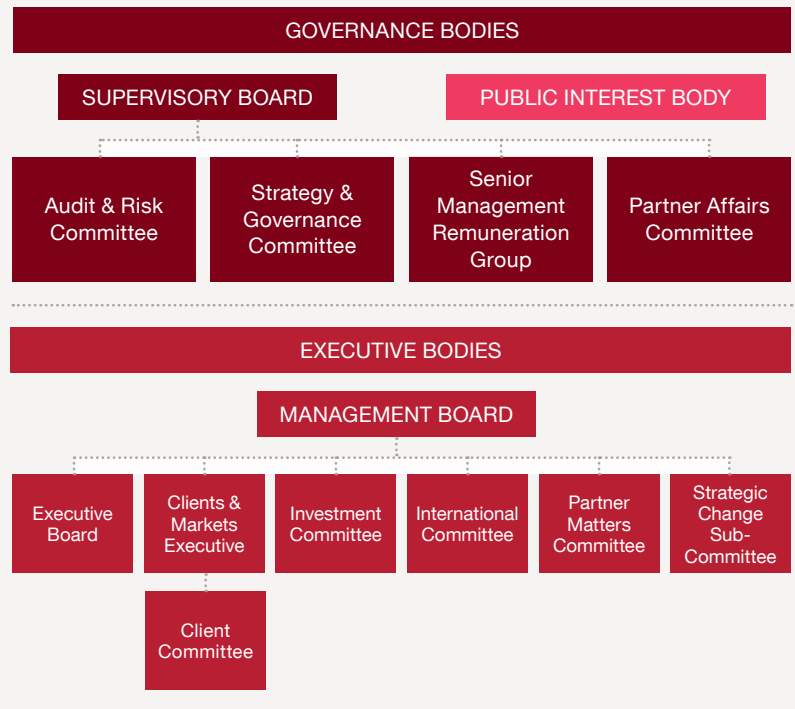 GOVERNANCE BODIES
SUPERVISORY BOARD
PUBLIC INTEREST BODY
Audit & Risk
Committee
Strategy &
Governance
Committee
Senior
Management
Remuneration
Group
Partner Affairs
Committee
EXECUTIVE BODIES
MANAGEMENT BOARD
Executive
Board
Clients &
Markets
Executive
Investment
Committee
International
Committee
Partner
Matters
Committee
Strategic
Change
Sub-
Committee
Client
Committee